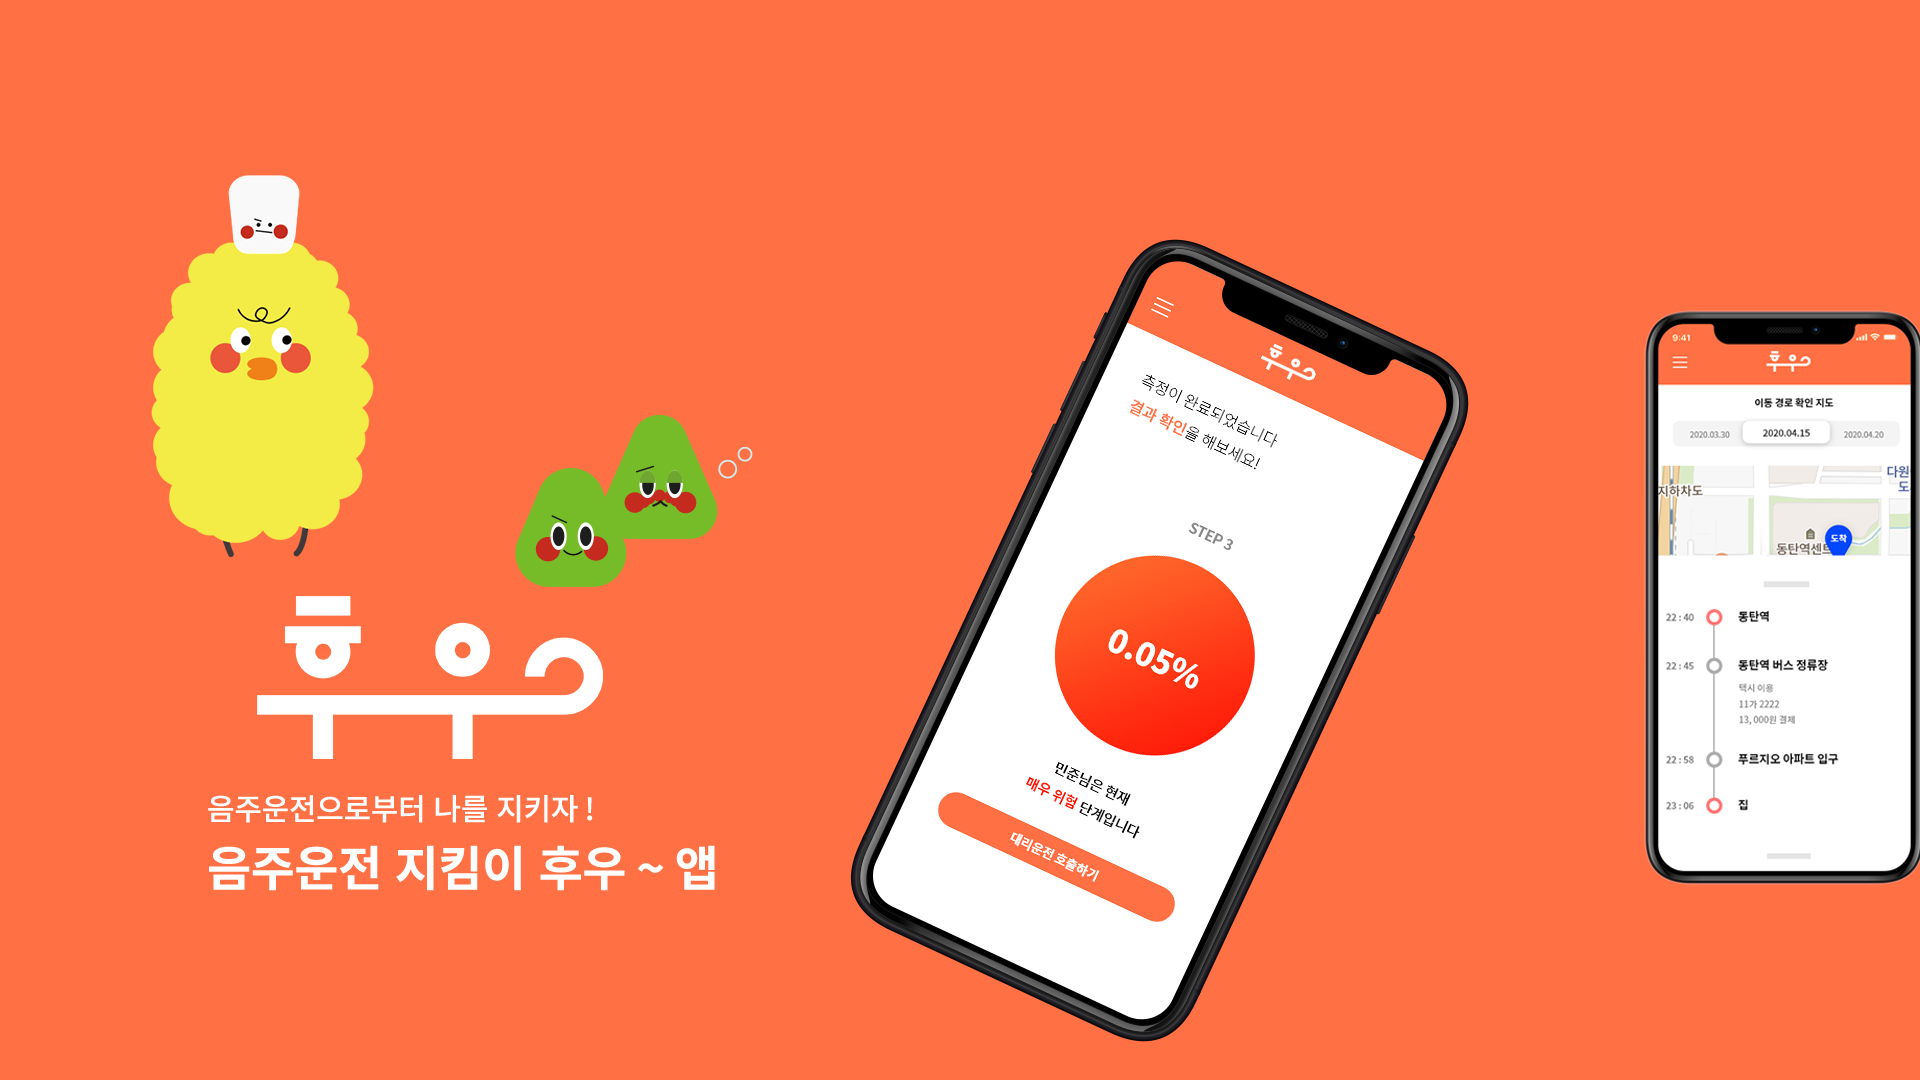 후우
음주운전으로부터 나를 지키자 !
음주운전 지킴이 후우 ~ 앱
후우
측정이 완료되었습니다
결과 확인을 해보세요!
STEP 3
0.05%
민준님은 현재
매우 위험 단계입니다
대리운전 호출하기
9:41
후우
이동 경로 확인 지도
2020.03.30 2020.04.15 2020.04.20
다원
도
지하차도
도착
동탄역센트
22 : 40 동탄역
22 : 45 동탄역 버스 정류장
택시 이용
11가 2222
13, 000원 결제
22 : 58 푸르지오 아파트 입구
23 : 06 집